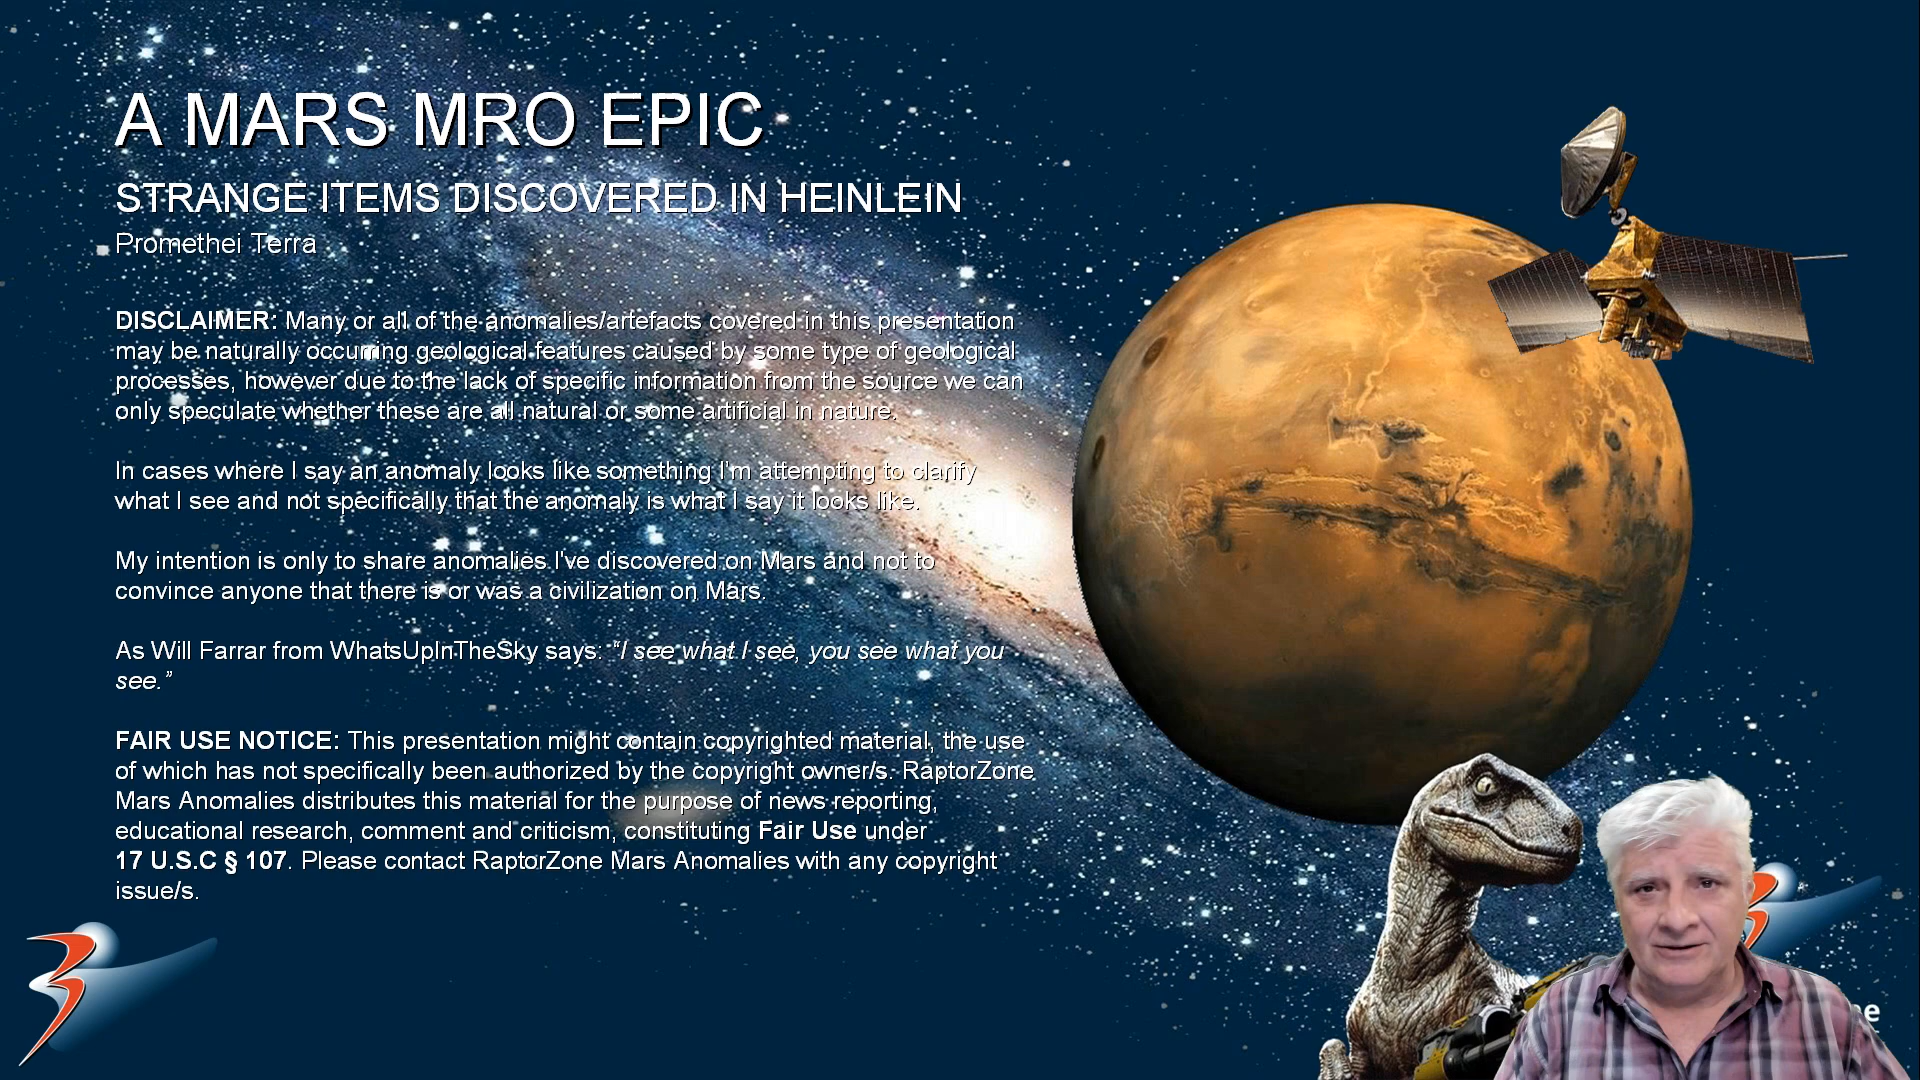 A MARS MRO EPIC
STRANGE ITEMS DISCOVERED IN HEINLEIN
Promethei Terra
DISCLAIMER: Many or all of the anomalies/artefacts covered in this presentation
may be naturally occurring geological features caused by some type of geological
processes, however due to the lack of specific information from the source we can
only speculate whether these are all natural or some artificial in nature.
In cases where I say an anomaly looks like something I'm attempting to clarify
what I see and not specifically that the anomaly is what I say it looks like.
My intention is only to share anomalies I've discovered on Mars and not to
convince anyone that there is or was a civilization on Mars.
As Will Farrar from WhatsUpInTheSky says: “I see what I see, you see what you
see.”
FAIR USE NOTICE: This presentation might contain copyrighted material, the use
of which has not specifically been authorized by the copyright owner/s. RaptorZone
Mars Anomalies distributes this material for the purpose of news reporting,
educational research, comment and criticism, constituting Fair Use under
17 U.S.C § 107. Please contact RaptorZone Mars Anomalies with any copyright
issue/s.